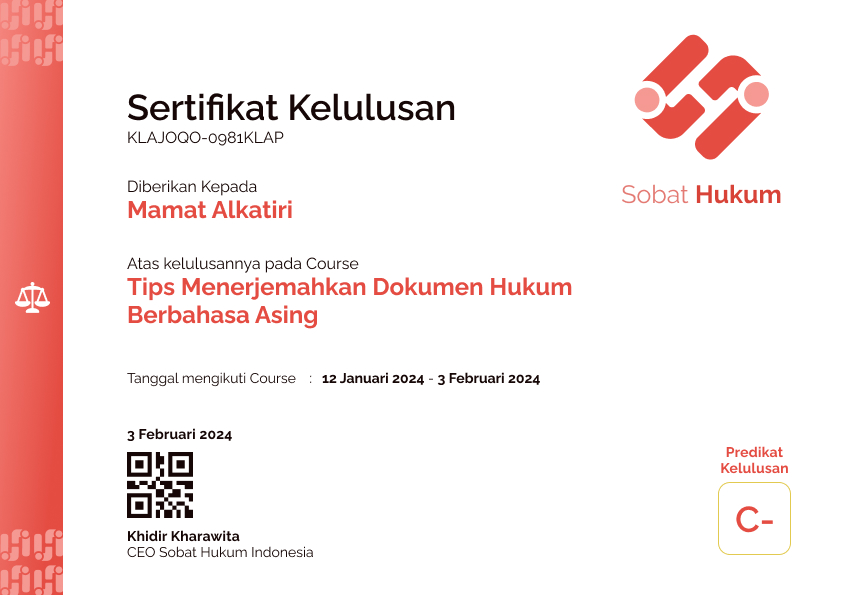 Sertifikat Kelulusan
KLAJOQO-0981KLAP
Diberikan Kepada
Mamat Alkatiri
Sobat Hukum
Atas kelulusannya pada Course
Tips Menerjemahkan Dokumen Hukum
Berbahasa Asing
Tanggal mengikuti Course : 12 Januari 2024 - 3 Februari 2024
3 Februari 2024
Khidir Kharawita
CEO Sobat Hukum Indonesia
Predikat
Kelulusan
C-